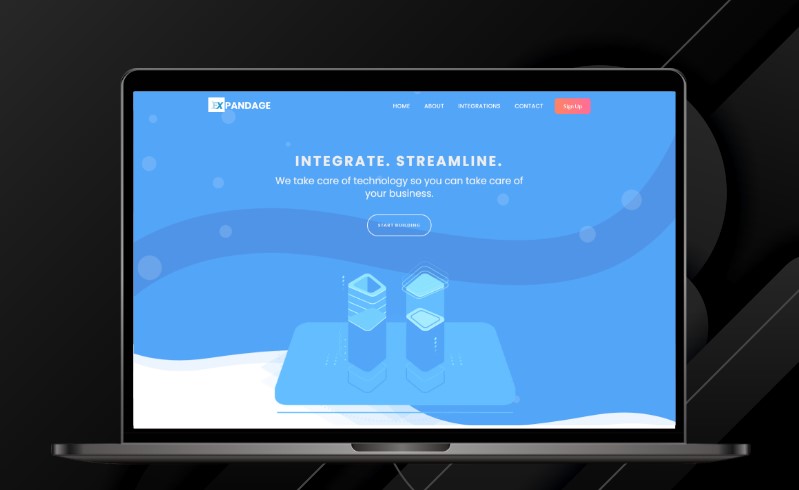 EXPANDAGE
HOME ABOUT INTEGRATIONS CONTACT Sign Up
INTEGRATE. STREAMLINE.
We take care of technology so you can take care of
your business.
START BUILDING